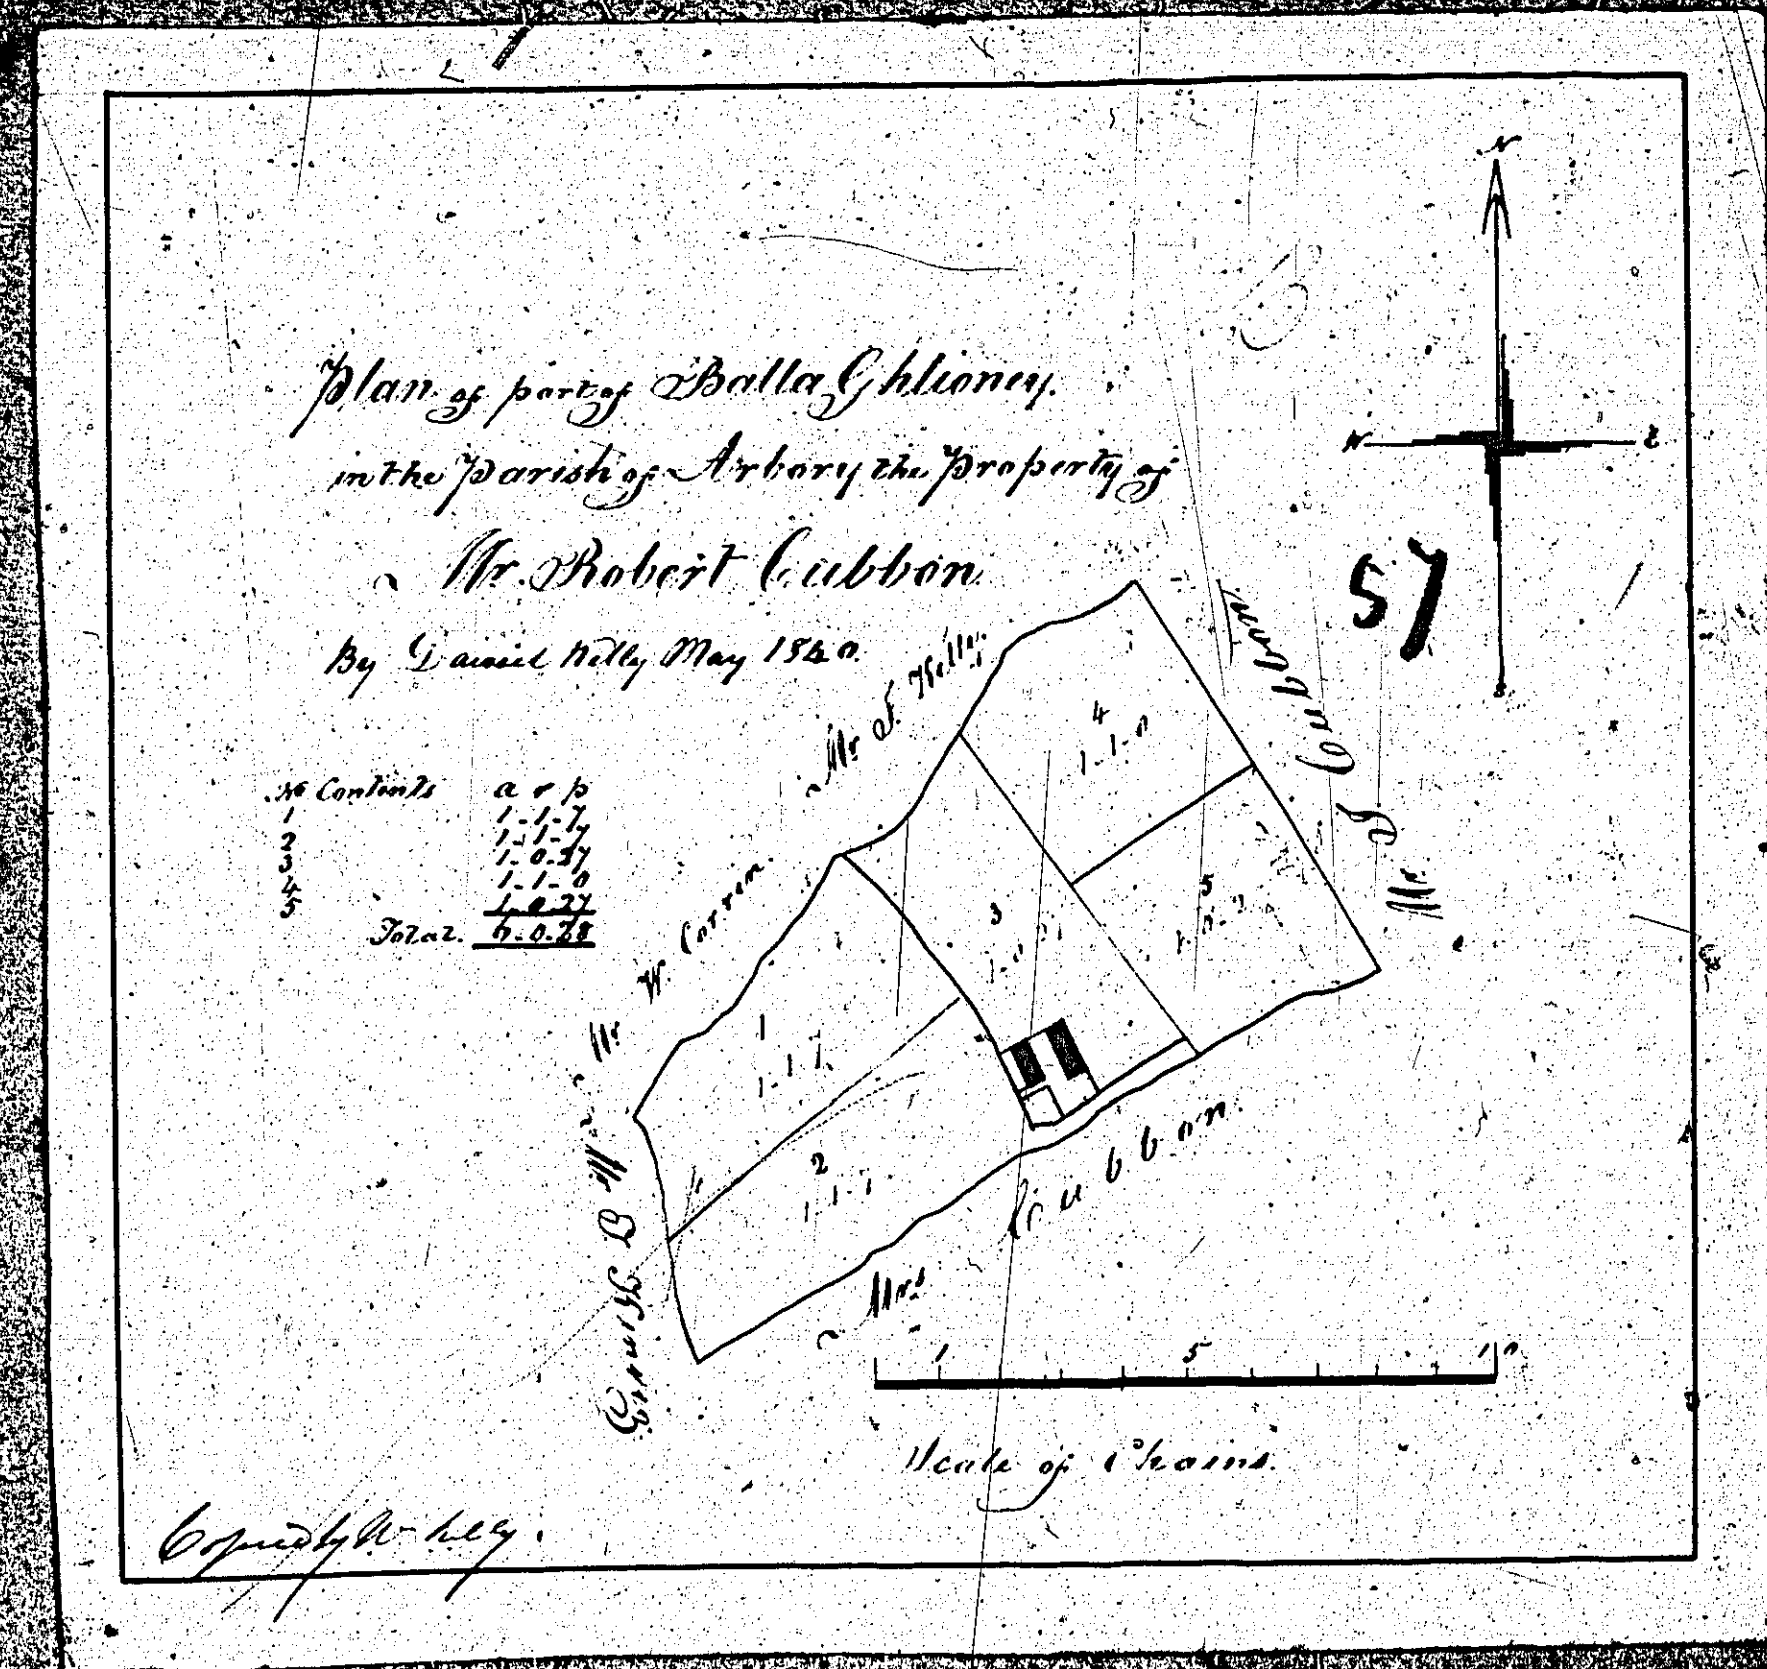 N
Plan of part of Balla Ghlioney.
in the Parish of Arbory the Property of
Mr. Robert Cubbon
By Daniel Kelly May 1840.
W E
S
57
No Contents a r p
1 1-1-7
2 1-1-7
3 1-0-27
4 1-1-0
5 1-0-27
Total. 6-0-28
Mr W. Corrin.
Mr Kelly
Mr. Cubbon
4
1-1-0
5
3
1
1-1-7
2
1-1-7
Mrs Cubbon.
1 5 10
Scale of Chains.
Copied by Wm Kelly.